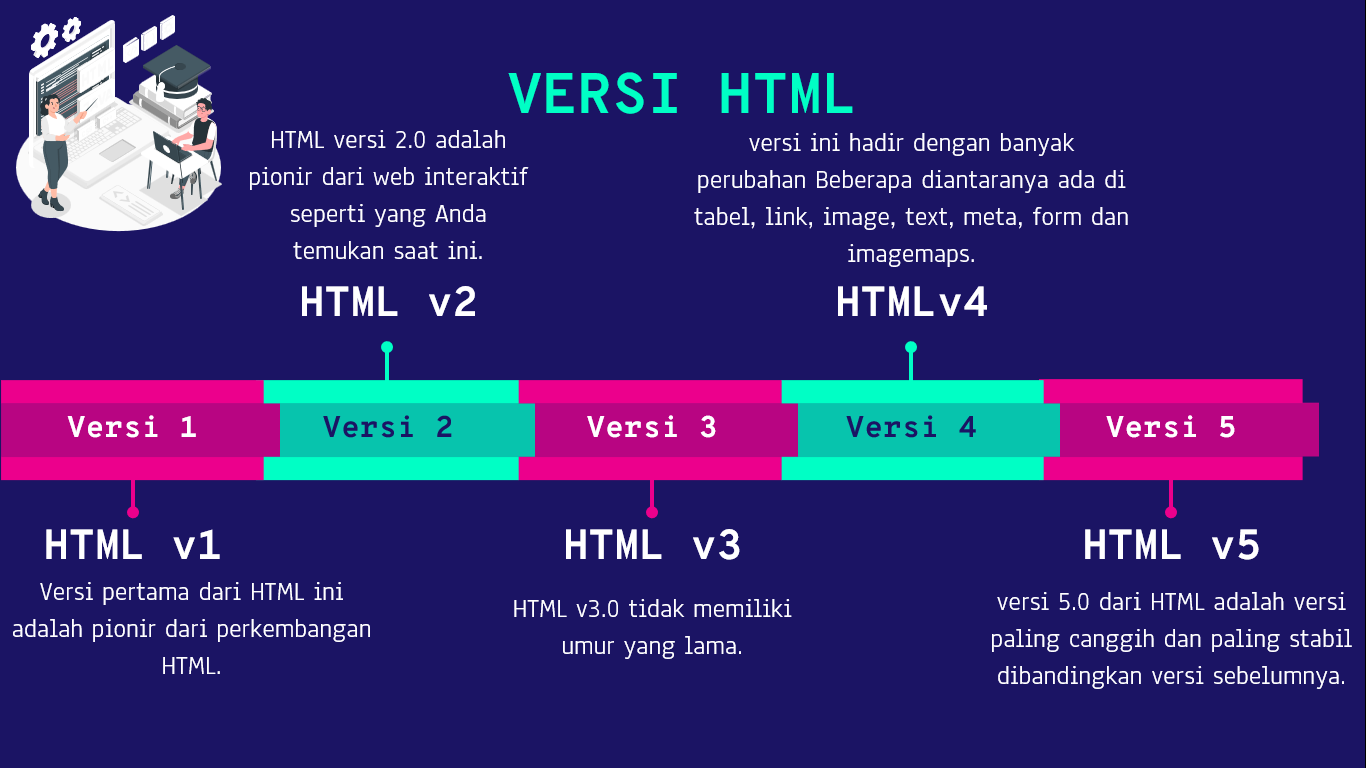 VERSI HTML
HTML versi 2.0 adalah
pionir dari web interaktif
seperti yang Anda
temukan saat ini.
HTML v2
versi ini hadir dengan banyak
perubahan Beberapa diantaranya ada di
tabel, link, image, text, meta, form dan
imagemaps.
HTMLv4
Versi 1
Versi 2
Versi 3
Versi 4
Versi 5
HTML v1
Versi pertama dari HTML ini
adalah pionir dari perkembangan
HTML.
HTML v3
HTML v3.0 tidak memiliki
umur yang lama.
HTML v5
versi 5.0 dari HTML adalah versi
paling canggih dan paling stabil
dibandingkan versi sebelumnya.